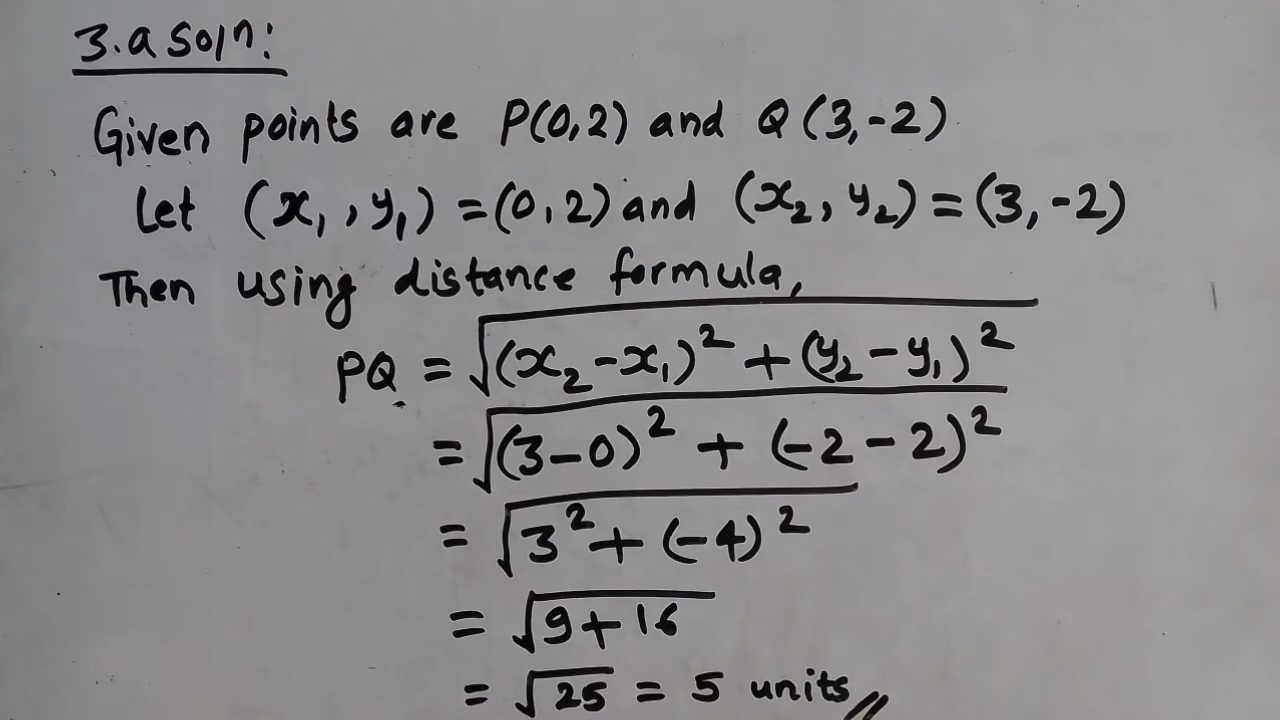 3.a soln:
Given points are P(0,2) and Q(3,-2)
Let (x₁, y₁) = (0,2) and (x₂, y₂) = (3,-2)
Then using distance formula,
PQ = √(x₂-x₁)² + (y₂-y₁)²
= √(3-0)² + (-2-2)²
= √3² + (-4)²
= √9+16
= √25 = 5 units